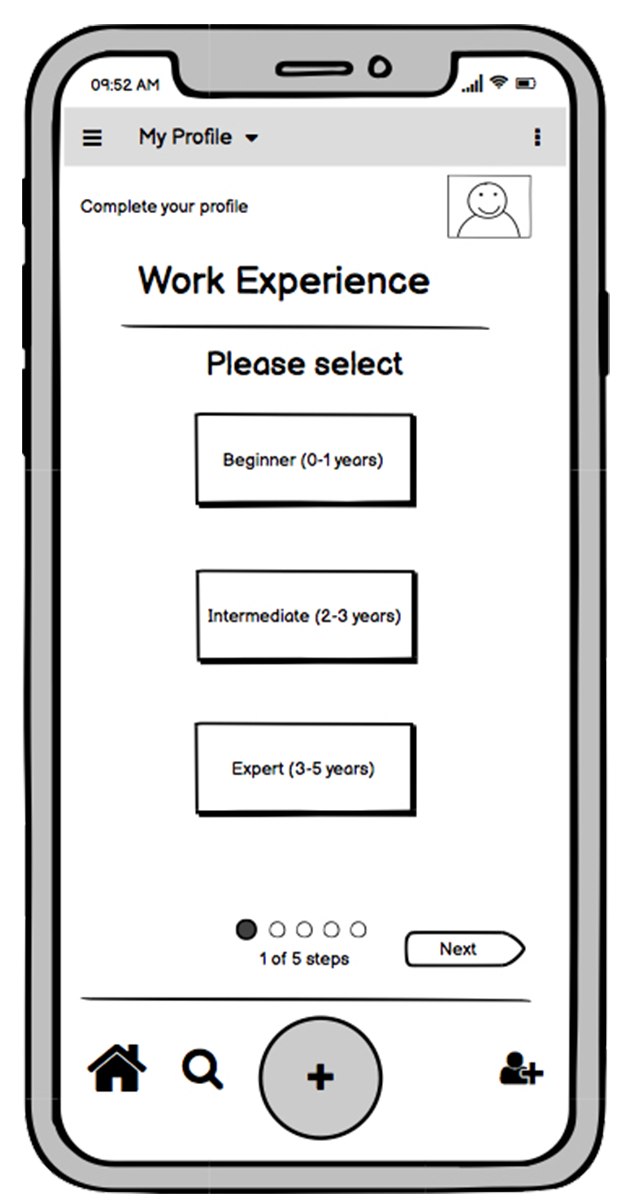 09:52 AM
My Profile
Complete your profile
Work Experience
Please select
Beginner (0-1 years)
Intermediate (2-3 years)
Expert (3-5 years)
1 of 5 steps
Next